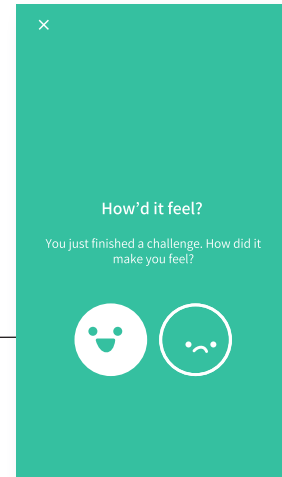 How’d it feel?
You just finished a challenge. How did it
make you feel?